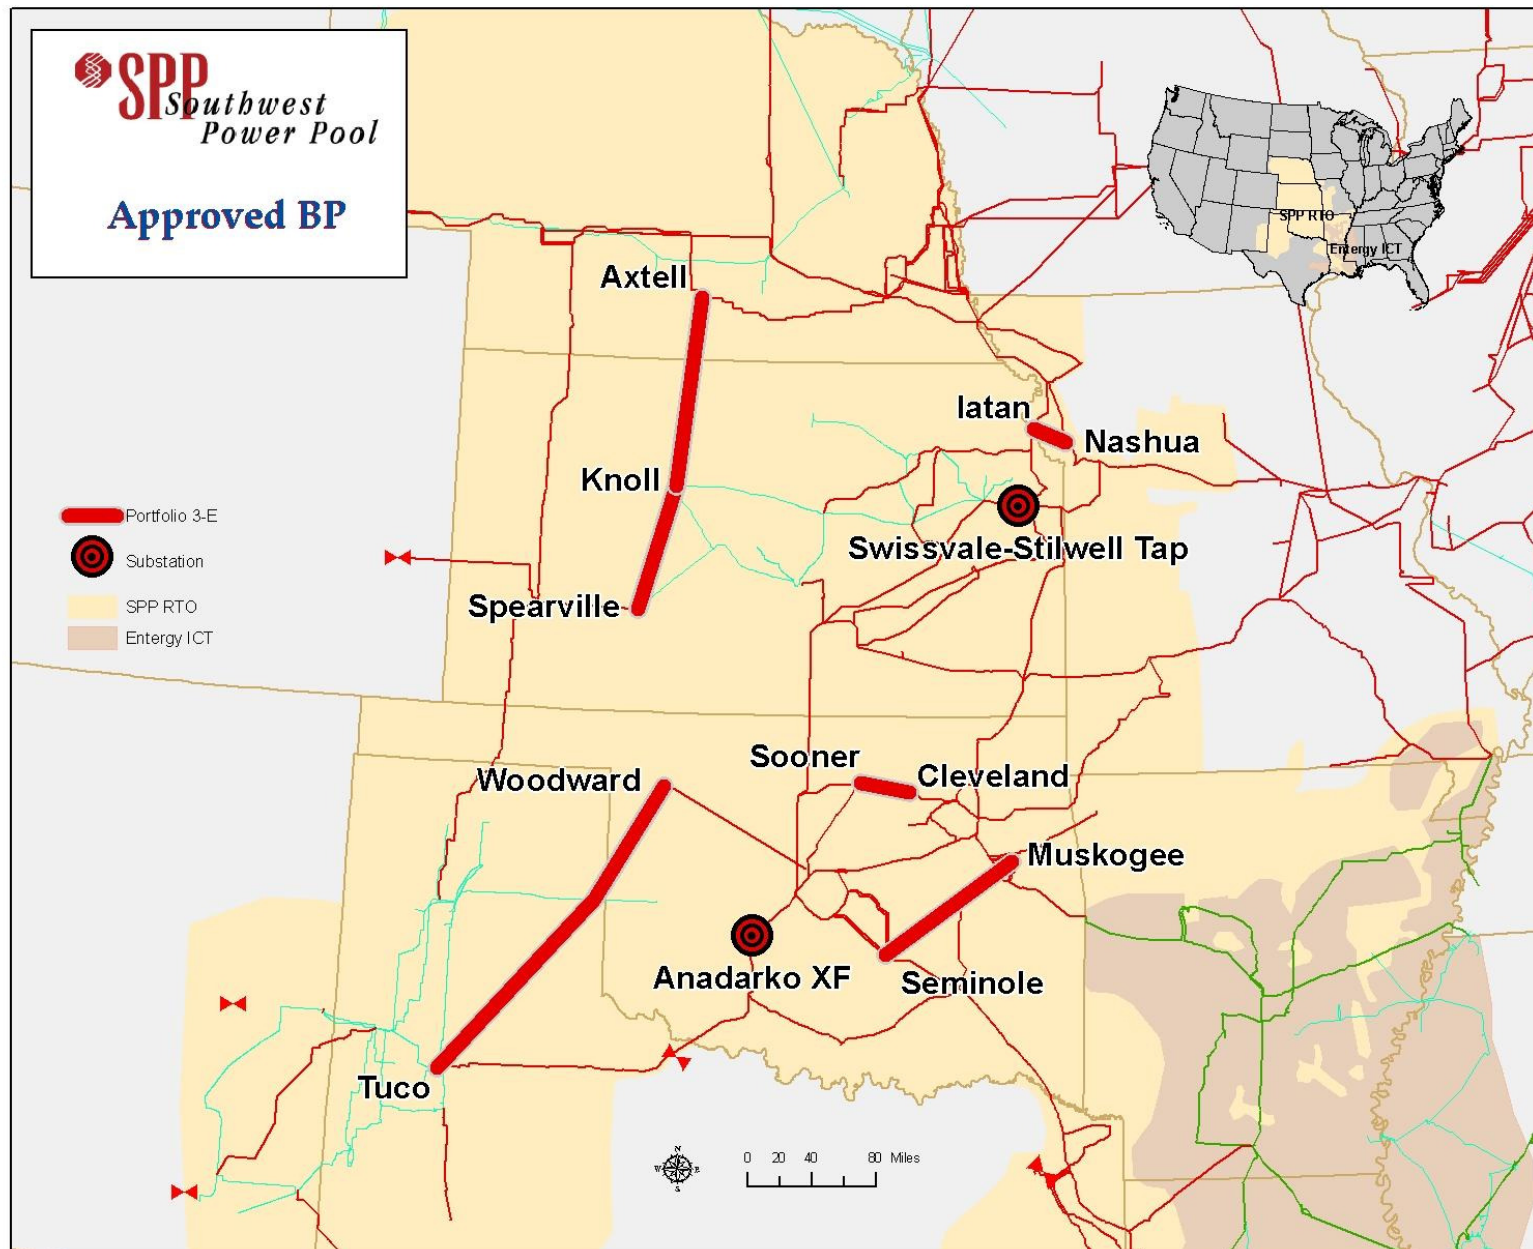 SPP
Southwest
Power Pool
Approved BP
SPP RTO
Entergy ICT
Axtell
Iatan
Nashua
Knoll
Portfolio 3-E
Substation
SPP RTO
Entergy ICT
Swissvale-Stilwell Tap
Spearville
Sooner
Cleveland
Woodward
Muskogee
Anadarko XF
Seminole
Tuco
N
W E
S
0 20 40 80 Miles